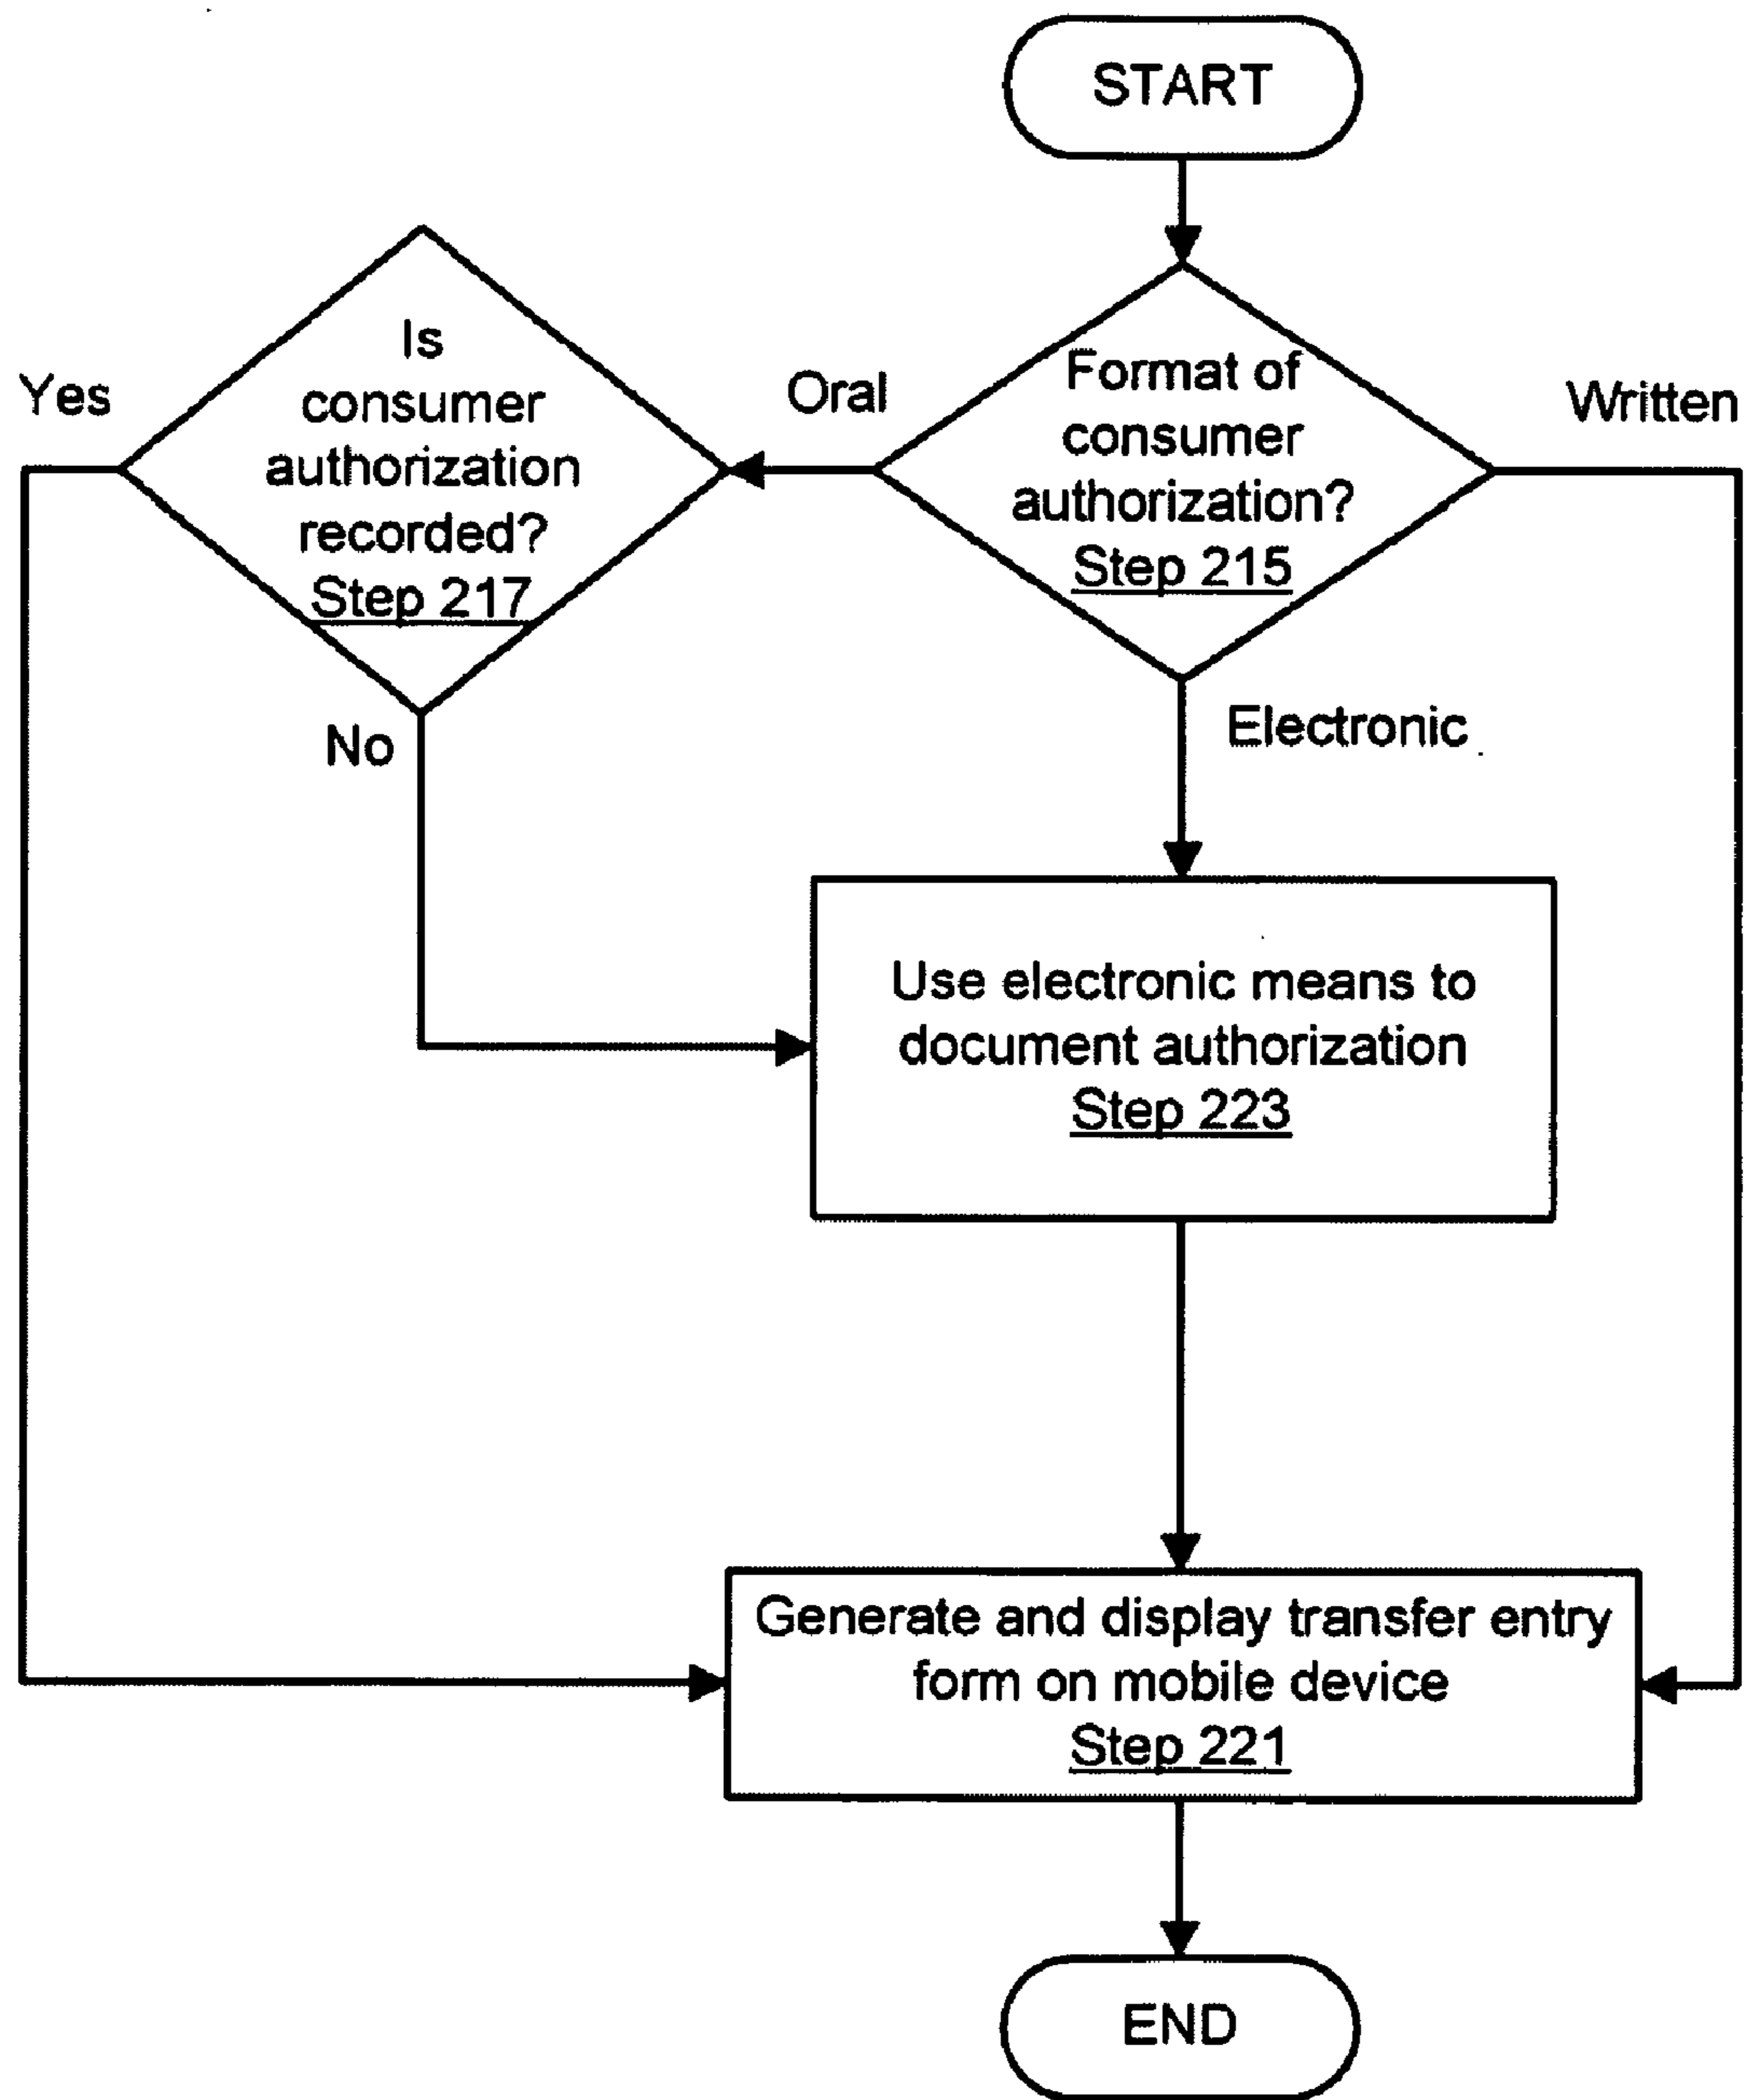 START
Format of
consumer
authorization?
Step 215
Oral
Written
Electronic
Is
consumer
authorization
recorded?
Step 217
Yes
No
Use electronic means to
document authorization
Step 223
Generate and display transfer entry
form on mobile device
Step 221
END